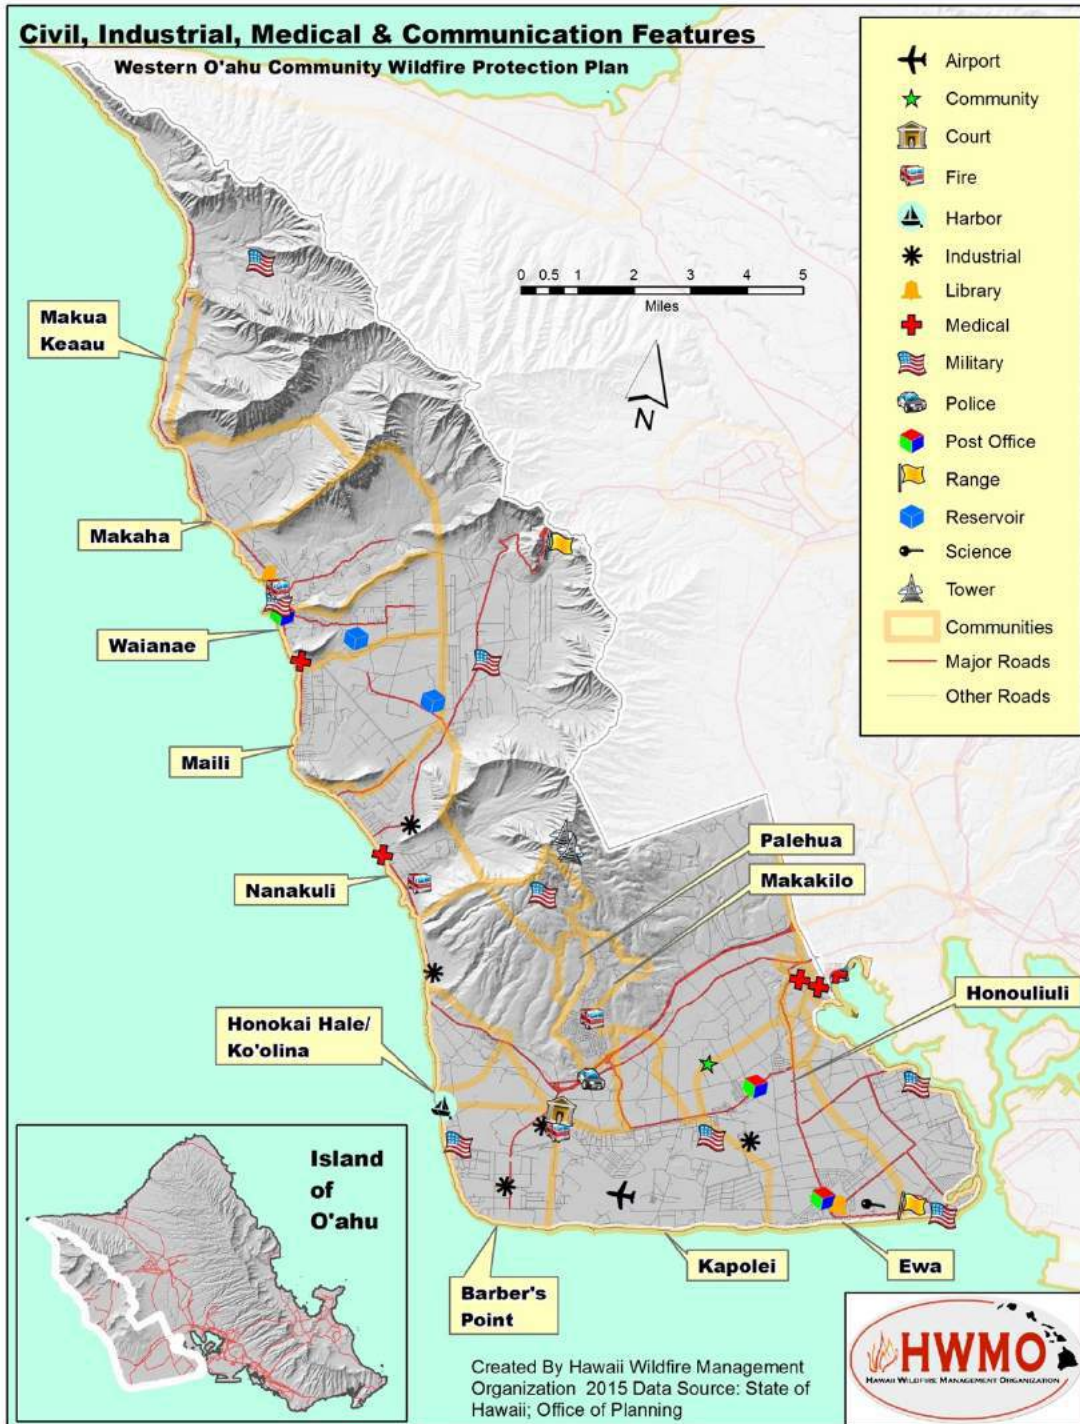 Civil, Industrial, Medical & Communication Features
Western O'ahu Community Wildfire Protection Plan
Airport
Community
Court
Fire
Harbor
Industrial
Library
Medical
Military
Police
Post Office
Range
Reservoir
Science
Tower
Communities
Major Roads
Other Roads
0 0.5 1 2 3 4 5
Miles
N
Makua
Keaau
Makaha
Waianae
Maili
Nanakuli
Palehua
Makakilo
Honouliuli
Honokai Hale/
Ko'olina
Barber's
Point
Kapolei
Ewa
Island
of
O'ahu
Created By Hawaii Wildfire Management
Organization 2015 Data Source: State of
Hawaii; Office of Planning
HWMO
HAWAII WILDFIRE MANAGEMENT ORGANIZATION